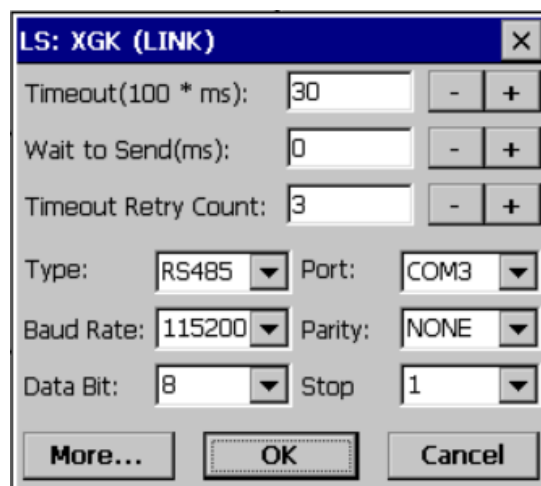 LS: XGK (LINK) ×
Timeout(100 * ms): 30 - +
Wait to Send(ms): 0 - +
Timeout Retry Count: 3 - +
Type: RS485 Port: COM3
Baud Rate: 115200 Parity: NONE
Data Bit: 8 Stop 1
More... OK Cancel